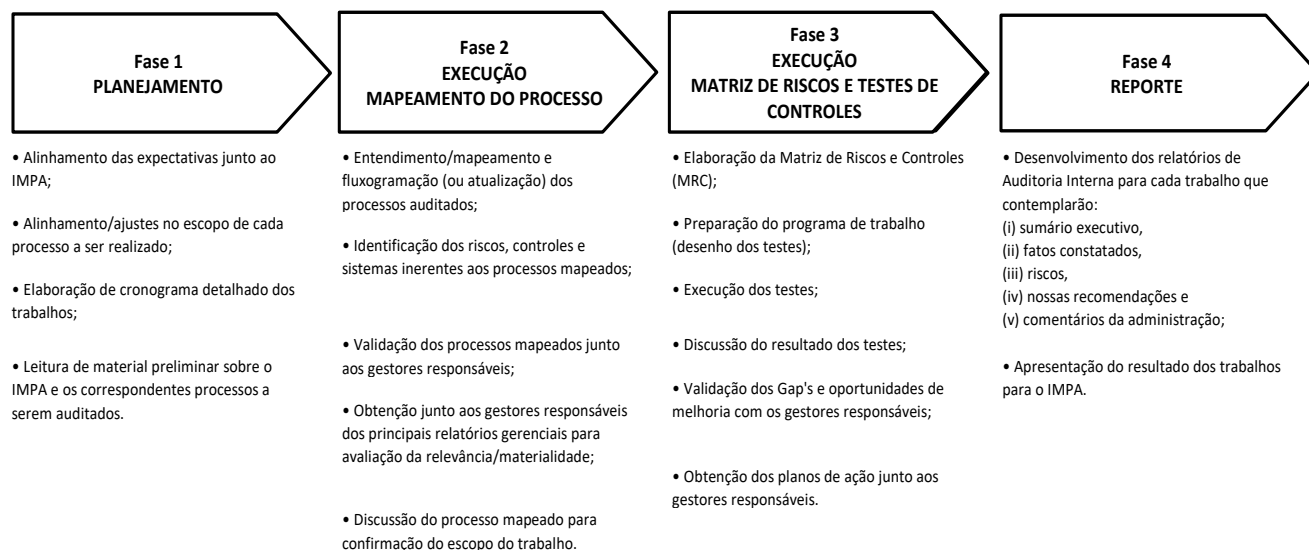 Fase 1
PLANEJAMENTO
• Alinhamento das expectativas junto ao
IMPA;
• Alinhamento/ajustes no escopo de cada
processo a ser realizado;
• Elaboração de cronograma detalhado dos
trabalhos;
• Leitura de material preliminar sobre o
IMPA e os correspondentes processos a
serem auditados.
Fase 2
EXECUÇÃO
MAPEAMENTO DO PROCESSO
• Entendimento/mapeamento e
fluxogramação (ou atualização) dos
processos auditados;
• Identificação dos riscos, controles e
sistemas inerentes aos processos mapeados;
• Validação dos processos mapeados junto
aos gestores responsáveis;
• Obtenção junto aos gestores responsáveis
dos principais relatórios gerenciais para
avaliação da relevância/materialidade;
• Discussão do processo mapeado para
confirmação do escopo do trabalho.
Fase 3
EXECUÇÃO
MATRIZ DE RISCOS E TESTES DE
CONTROLES
• Elaboração da Matriz de Riscos e Controles
(MRC);
• Preparação do programa de trabalho
(desenho dos testes);
• Execução dos testes;
• Discussão do resultado dos testes;
• Validação dos Gap's e oportunidades de
melhoria com os gestores responsáveis;
• Obtenção dos planos de ação junto aos
gestores responsáveis.
Fase 4
REPORTE
• Desenvolvimento dos relatórios de
Auditoria Interna para cada trabalho que
contemplarão:
(i) sumário executivo,
(ii) fatos constatados,
(iii) riscos,
(iv) nossas recomendações e
(v) comentários da administração;
• Apresentação do resultado dos trabalhos
para o IMPA.